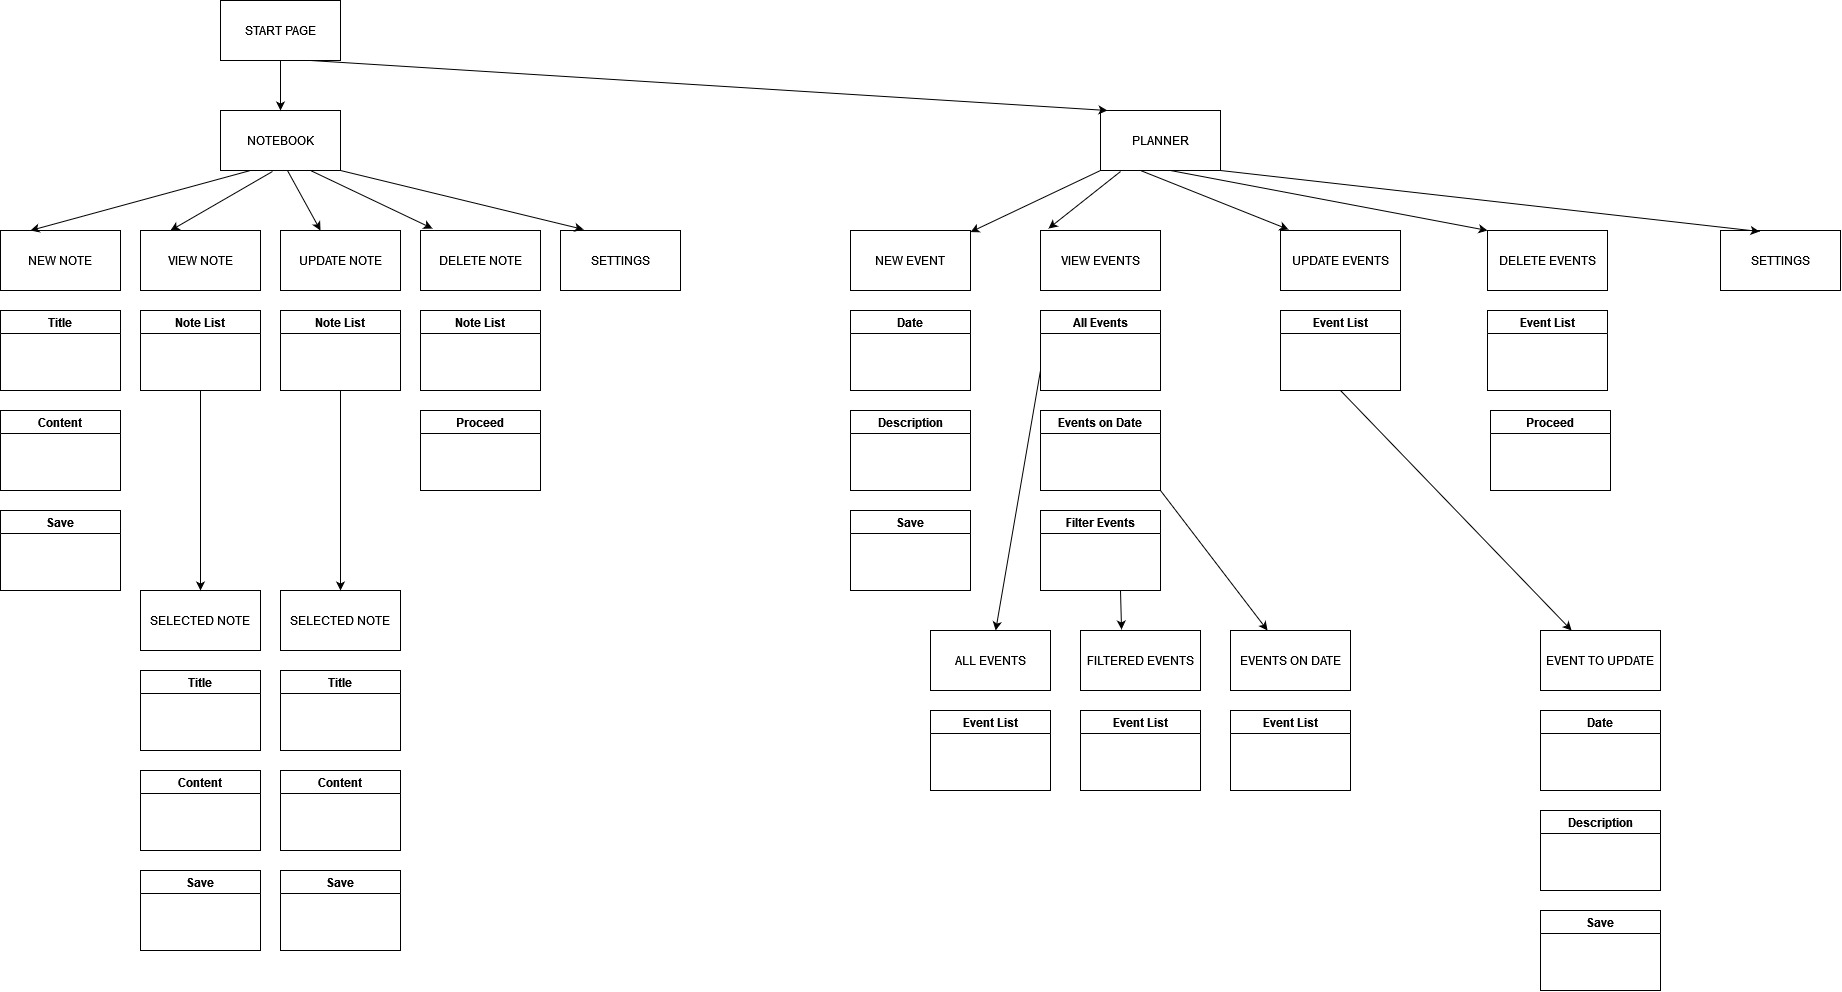 START PAGE
NOTEBOOK
PLANNER
NEW NOTE
VIEW NOTE
UPDATE NOTE
DELETE NOTE
SETTINGS
NEW EVENT
VIEW EVENTS
UPDATE EVENTS
DELETE EVENTS
SETTINGS
Title
Note List
Note List
Note List
Date
All Events
Event List
Event List
Content
Proceed
Description
Events on Date
Proceed
Save
Save
Filter Events
SELECTED NOTE
SELECTED NOTE
ALL EVENTS
FILTERED EVENTS
EVENTS ON DATE
EVENT TO UPDATE
Title
Title
Event List
Event List
Event List
Date
Content
Content
Description
Save
Save
Save